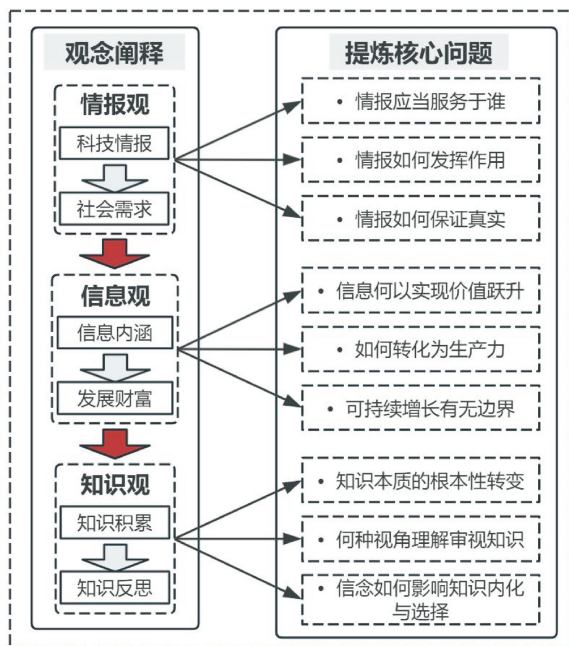 观念阐释
情报观
科技情报
社会需求
信息观
信息内涵
发展财富
知识观
知识积累
知识反思
提炼核心问题
• 情报应当服务于谁
• 情报如何发挥作用
• 情报如何保证真实
• 信息何以实现价值跃升
• 如何转化为生产力
• 可持续增长有无边界
• 知识本质的根本性转变
• 何种视角理解审视知识
• 信念如何影响知识内化
与选择